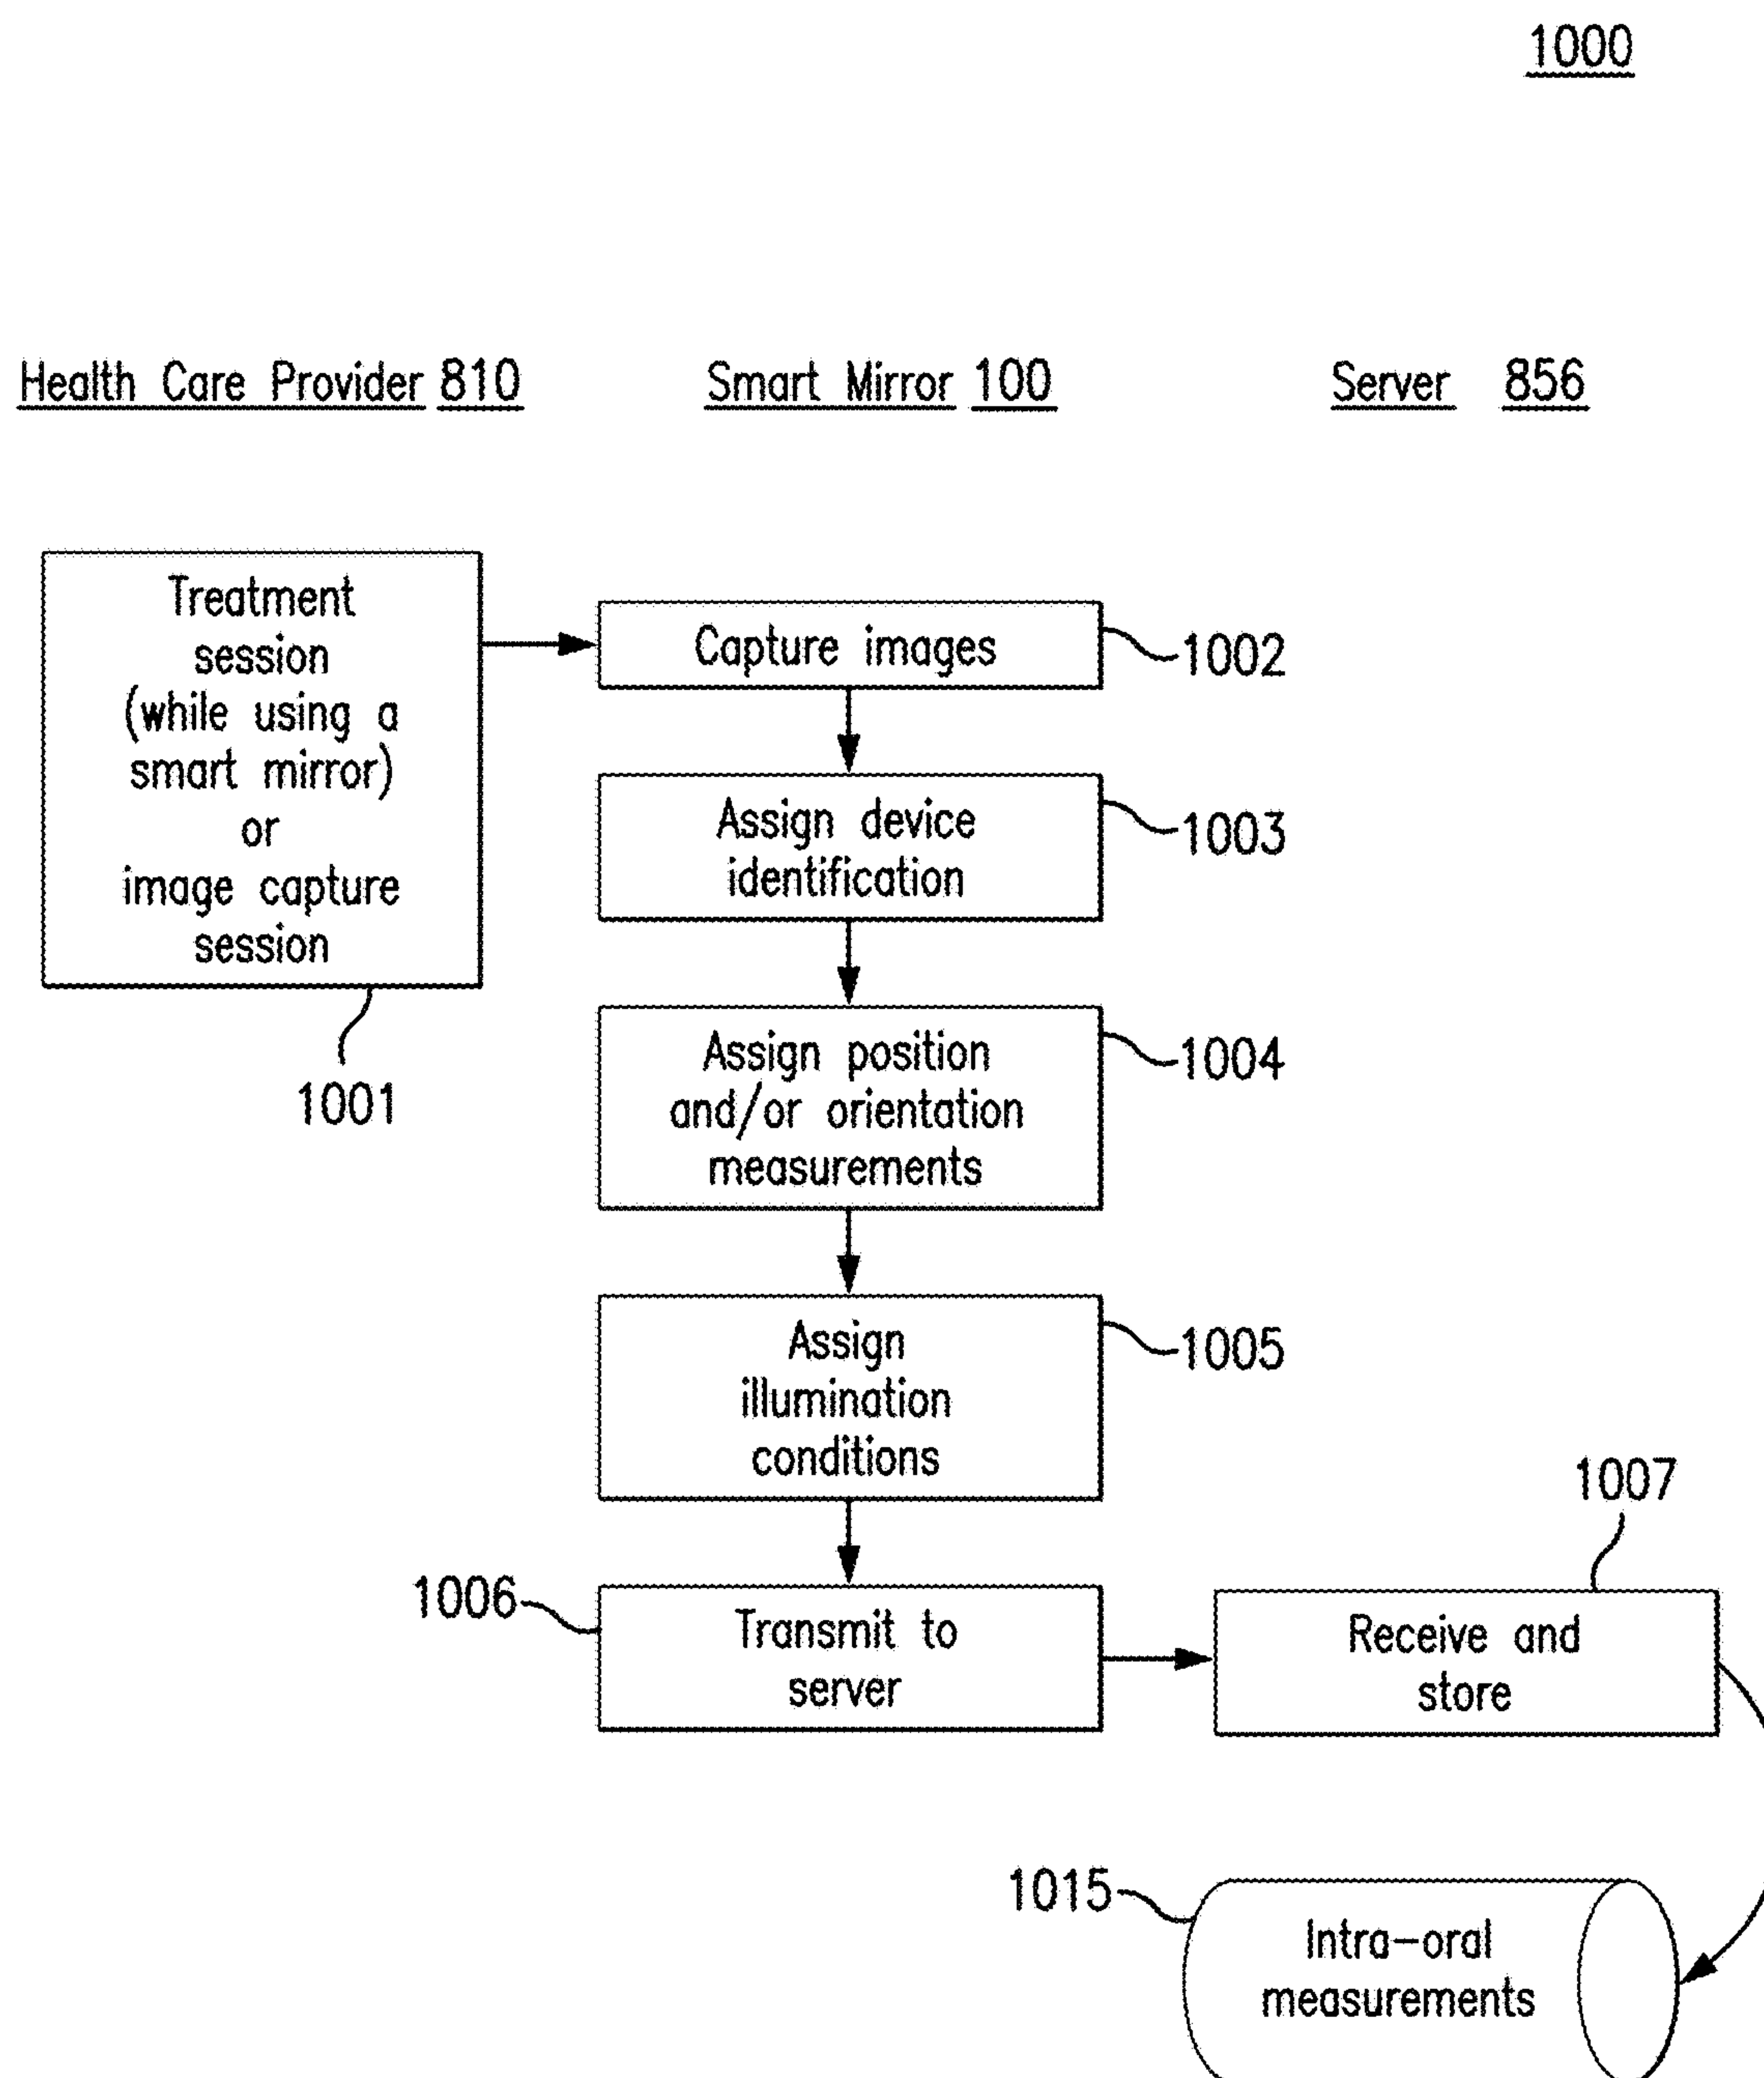 1000
Health Care Provider 810
Smart Mirror 100
Server 856
Treatment
session
(while using a
smart mirror)
or
image capture
session
1001
Capture images
1002
Assign device
identification
1003
Assign position
and/or orientation
measurements
1004
Assign
illumination
conditions
1005
1006
Transmit to
server
1007
Receive and
store
1015
Intra-oral
measurements